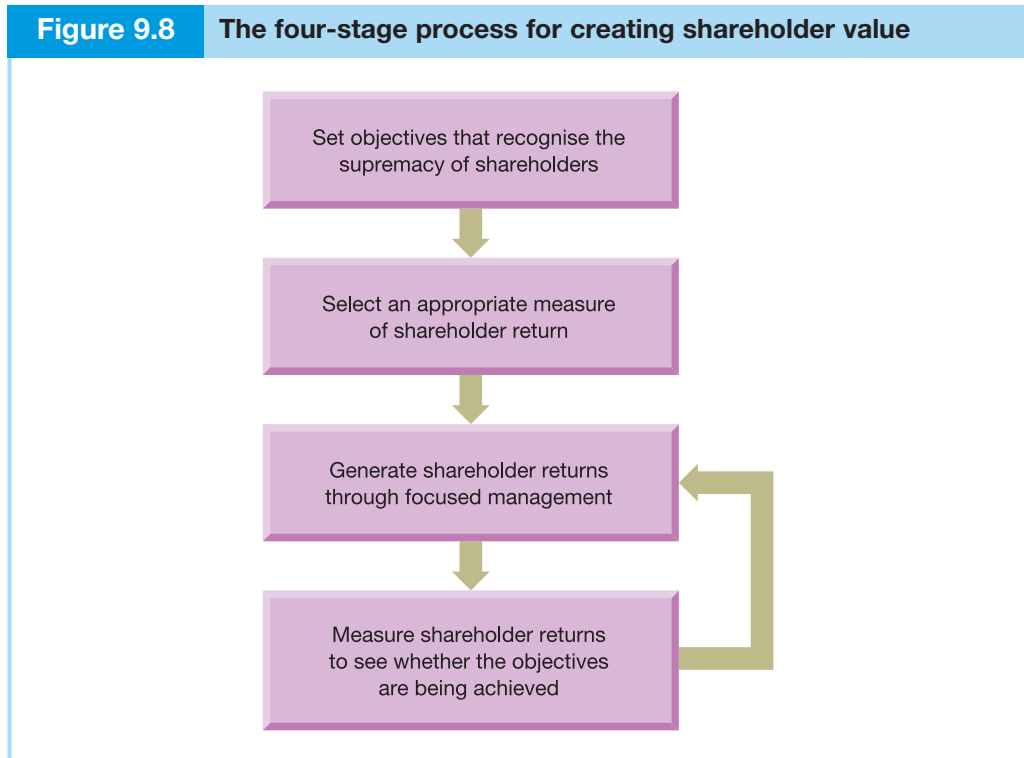 Figure 9.8 The four-stage process for creating shareholder value
Set objectives that recognise the
supremacy of shareholders
Select an appropriate measure
of shareholder return
Generate shareholder returns
through focused management
Measure shareholder returns
to see whether the objectives
are being achieved